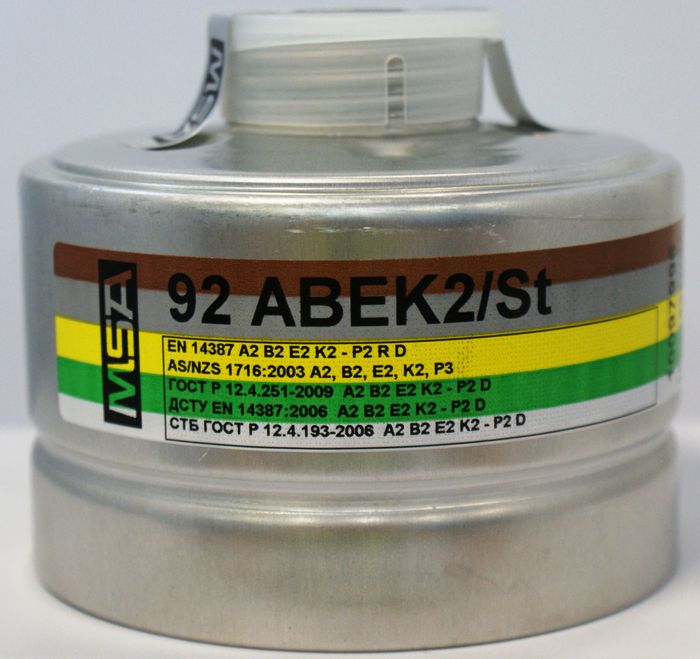 MSA
MSA
92 ABEK2/St
EN 14387 A2 B2 E2 K2 - P2 R D
AS/NZS 1716:2003 A2, B2, E2, K2, P3
ГОСТ Р 12.4.251-2009 A2 B2 E2 K2 - P2 D
ДСТУ EN 14387:2006 A2 B2 E2 K2 - P2 D
СТБ ГОСТ Р 12.4.193-2006 A2 B2 E2 K2 - P2 D